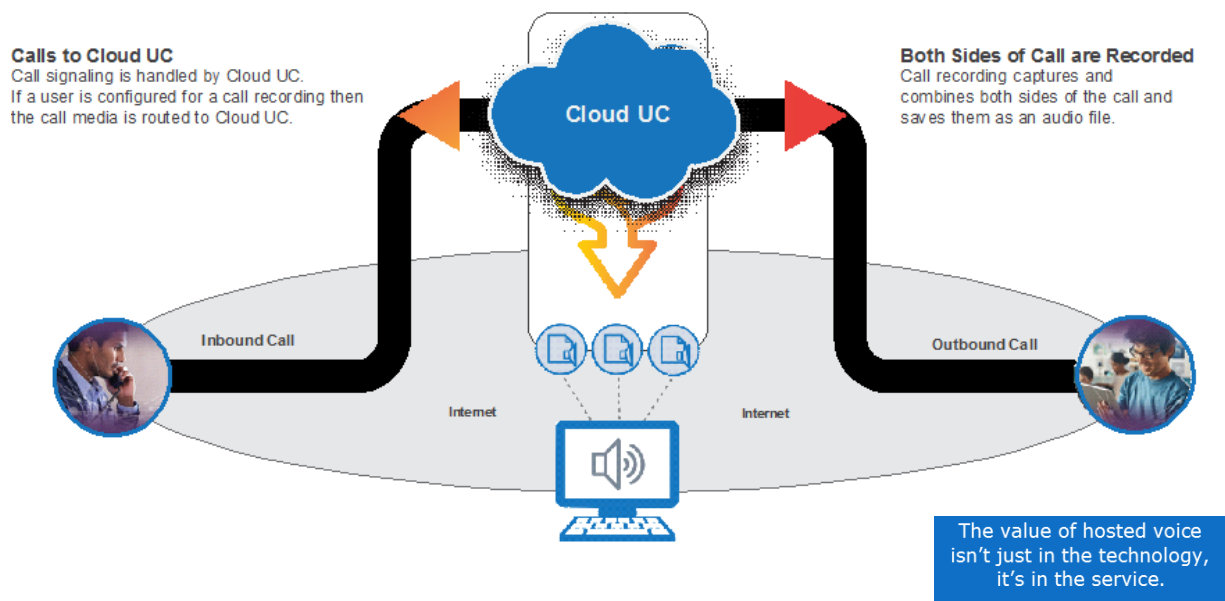 Calls to Cloud UC
Call signaling is handled by Cloud UC.
If a user is configured for a call recording then
the call media is routed to Cloud UC.
Cloud UC
Both Sides of Call are Recorded
Call recording captures and
combines both sides of the call and
saves them as an audio file.
Inbound Call
Outbound Call
Internet
Internet
The value of hosted voice
isn’t just in the technology,
it’s in the service.